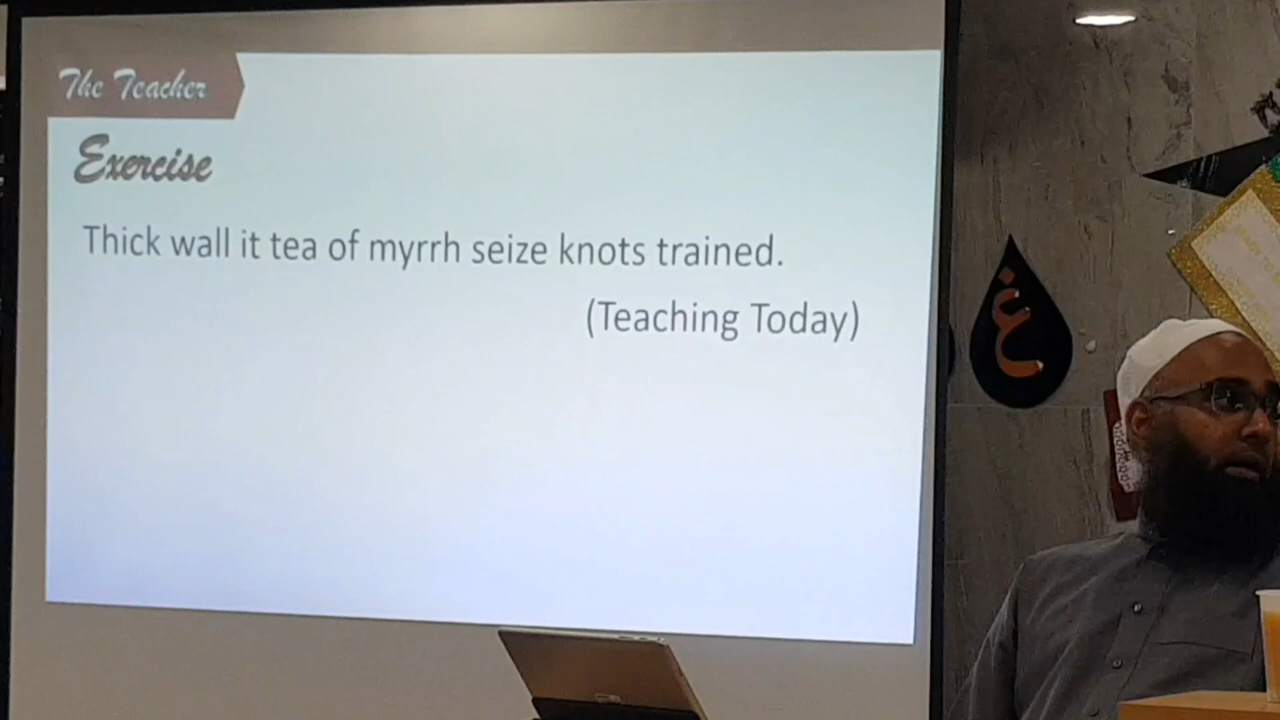 The Teacher
Exercise
Thick wall it tea of myrrh seize knots trained.
(Teaching Today)
غ